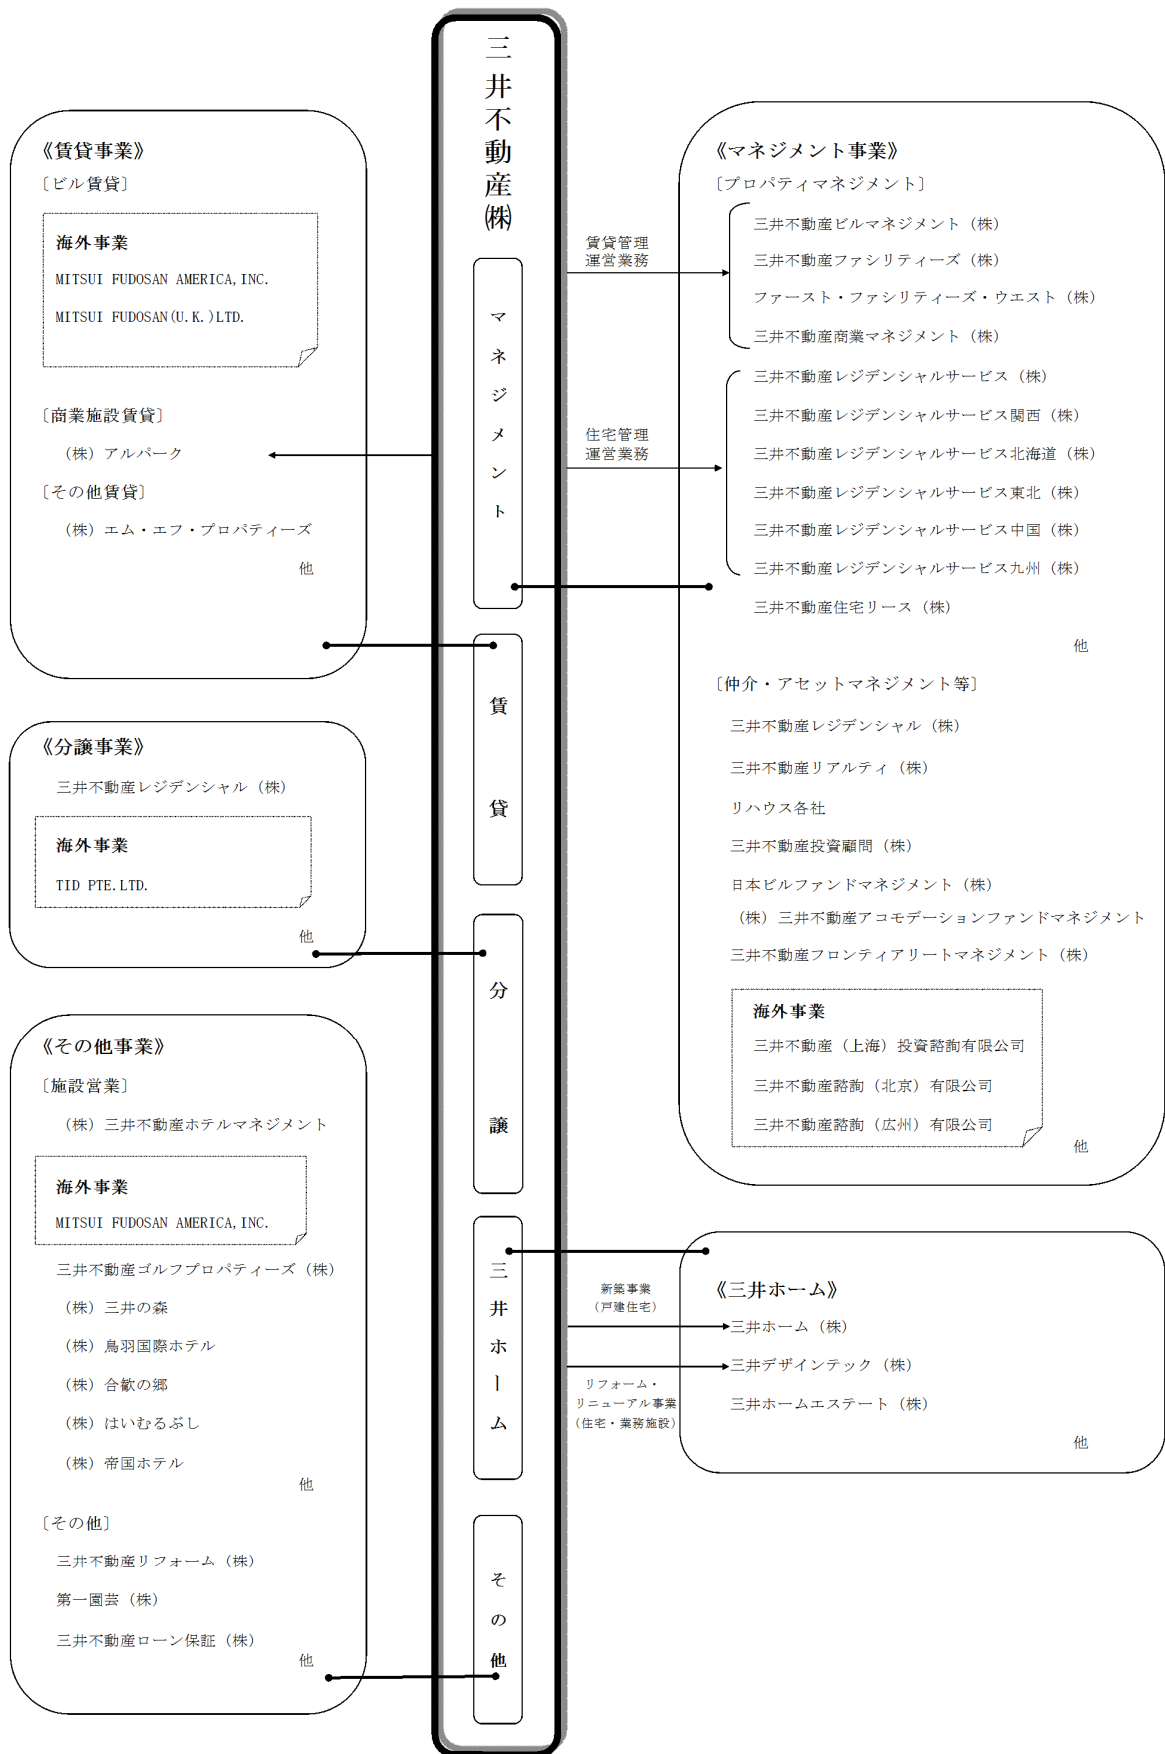 三井不動産㈱
《賃貸事業》
〔ビル賃貸〕
海外事業
MITSUI FUDOSAN AMERICA,INC.
MITSUI FUDOSAN(U.K.)LTD.
〔商業施設賃貸〕
(株)アルパーク
〔その他賃貸〕
(株)エム・エフ・プロパティーズ
他
《分譲事業》
三井不動産レジデンシャル(株)
海外事業
TID PTE.LTD.
他
《その他事業》
〔施設営業〕
(株)三井不動産ホテルマネジメント
海外事業
MITSUI FUDOSAN AMERICA,INC.
三井不動産ゴルフプロパティーズ(株)
(株)三井の森
(株)鳥羽国際ホテル
(株)合歓の郷
(株)はいむるぶし
(株)帝国ホテル
他
〔その他〕
三井不動産リフォーム(株)
第一園芸(株)
三井不動産ローン保証(株)
他
マネジメント
賃貸
分譲
三井ホーム
その他
賃貸管理
運営業務
住宅管理
運営業務
新築事業
(戸建住宅)
リフォーム・
リニューアル事業
(住宅・業務施設)
《マネジメント事業》
〔プロパティマネジメント〕
三井不動産ビルマネジメント(株)
三井不動産ファシリティーズ(株)
ファースト・ファシリティーズ・ウエスト(株)
三井不動産商業マネジメント(株)
三井不動産レジデンシャルサービス(株)
三井不動産レジデンシャルサービス関西(株)
三井不動産レジデンシャルサービス北海道(株)
三井不動産レジデンシャルサービス東北(株)
三井不動産レジデンシャルサービス中国(株)
三井不動産レジデンシャルサービス九州(株)
三井不動産住宅リース(株)
他
〔仲介・アセットマネジメント等〕
三井不動産レジデンシャル(株)
三井不動産リアルティ(株)
リハウス各社
三井不動産投資顧問(株)
日本ビルファンドマネジメント(株)
(株)三井不動産アコモデーションファンドマネジメント
三井不動産フロンティアリートマネジメント(株)
海外事業
三井不動産(上海)投資諮詢有限公司
三井不動産諮詢(北京)有限公司
三井不動産諮詢(広州)有限公司
他
《三井ホーム》
三井ホーム(株)
三井デザインテック(株)
三井ホームエステート(株)
他